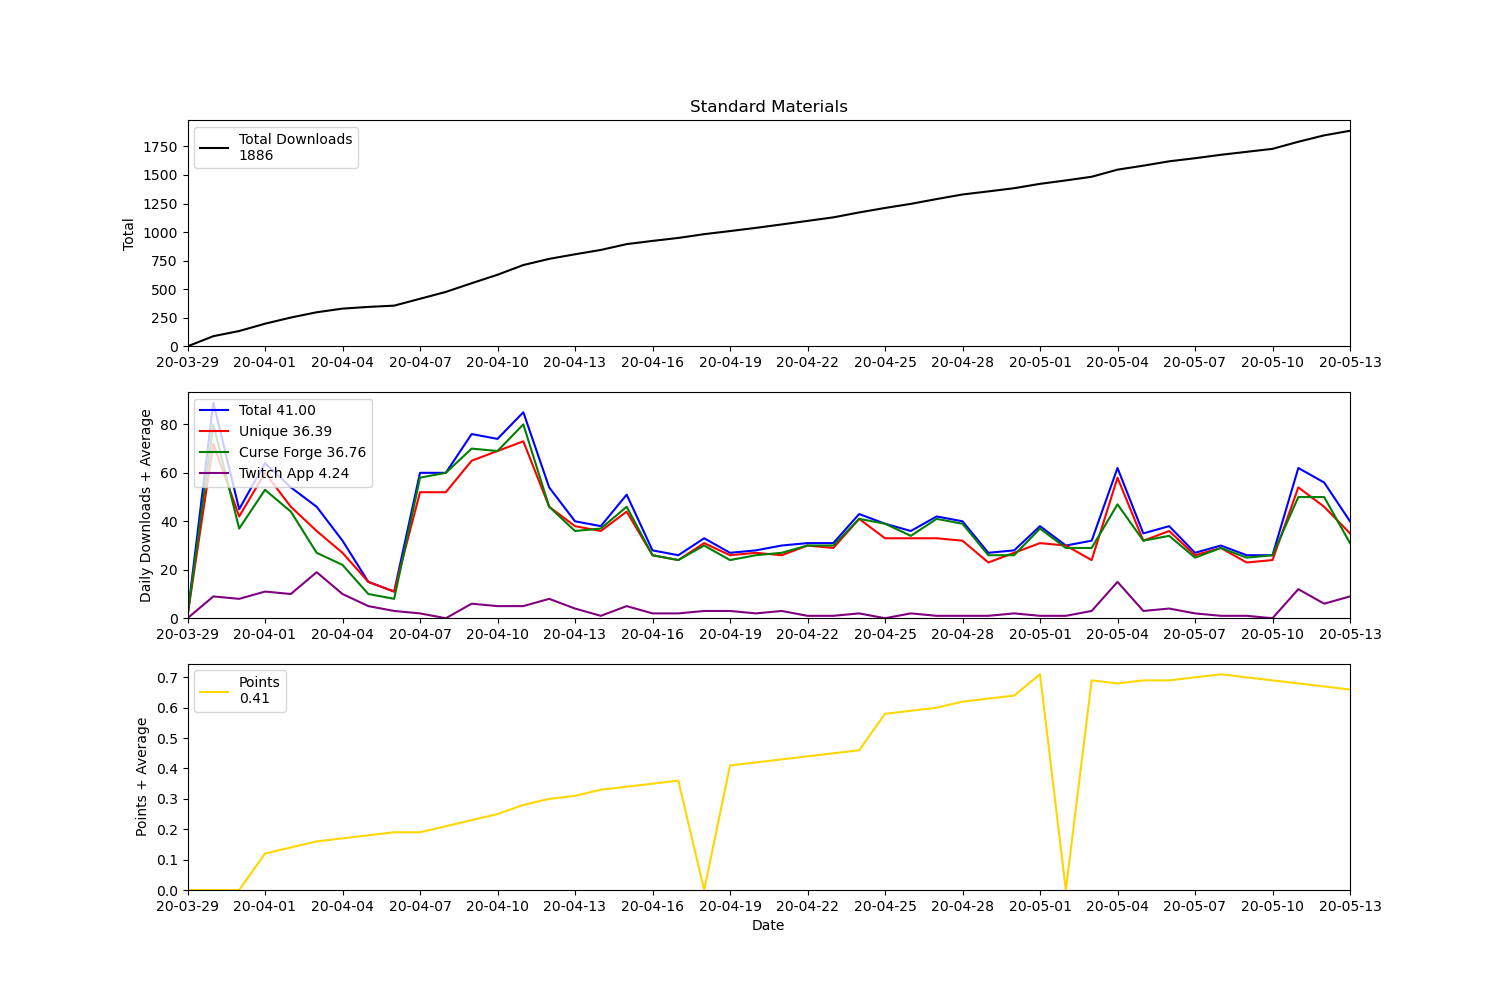 Standard Materials
Total Downloads
1886
Total
1750
1500
1250
1000
750
500
250
0
20-03-29 20-04-01 20-04-04 20-04-07 20-04-10 20-04-13 20-04-16 20-04-19 20-04-22 20-04-25 20-04-28 20-05-01 20-05-04 20-05-07 20-05-10 20-05-13
Total 41.00
Unique 36.39
Curse Forge 36.76
Twitch App 4.24
Daily Downloads + Average
80
60
40
20
0
20-03-29 20-04-01 20-04-04 20-04-07 20-04-10 20-04-13 20-04-16 20-04-19 20-04-22 20-04-25 20-04-28 20-05-01 20-05-04 20-05-07 20-05-10 20-05-13
Points
0.41
Points + Average
0.7
0.6
0.5
0.4
0.3
0.2
0.1
0.0
20-03-29 20-04-01 20-04-04 20-04-07 20-04-10 20-04-13 20-04-16 20-04-19 20-04-22 20-04-25 20-04-28 20-05-01 20-05-04 20-05-07 20-05-10 20-05-13
Date